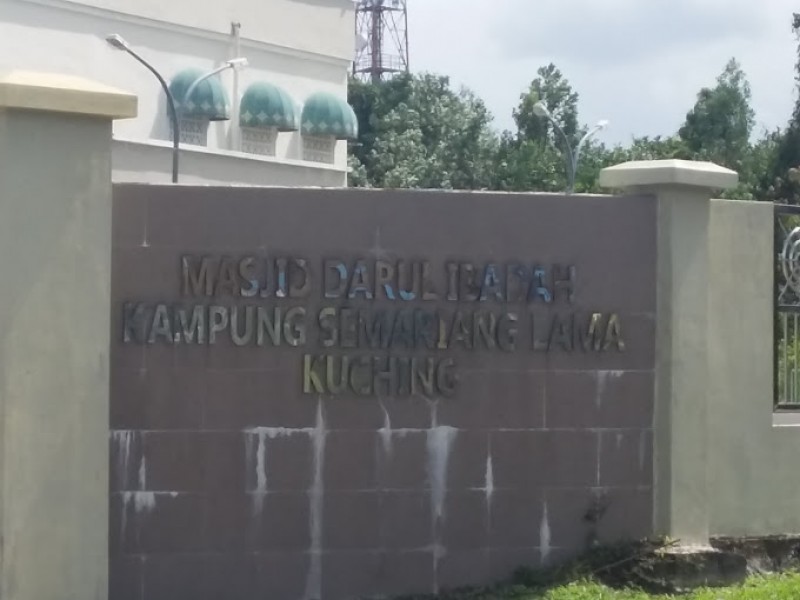 MASJID DARUL IBADAH
KAMPUNG SEMARIANG LAMA
KUCHING